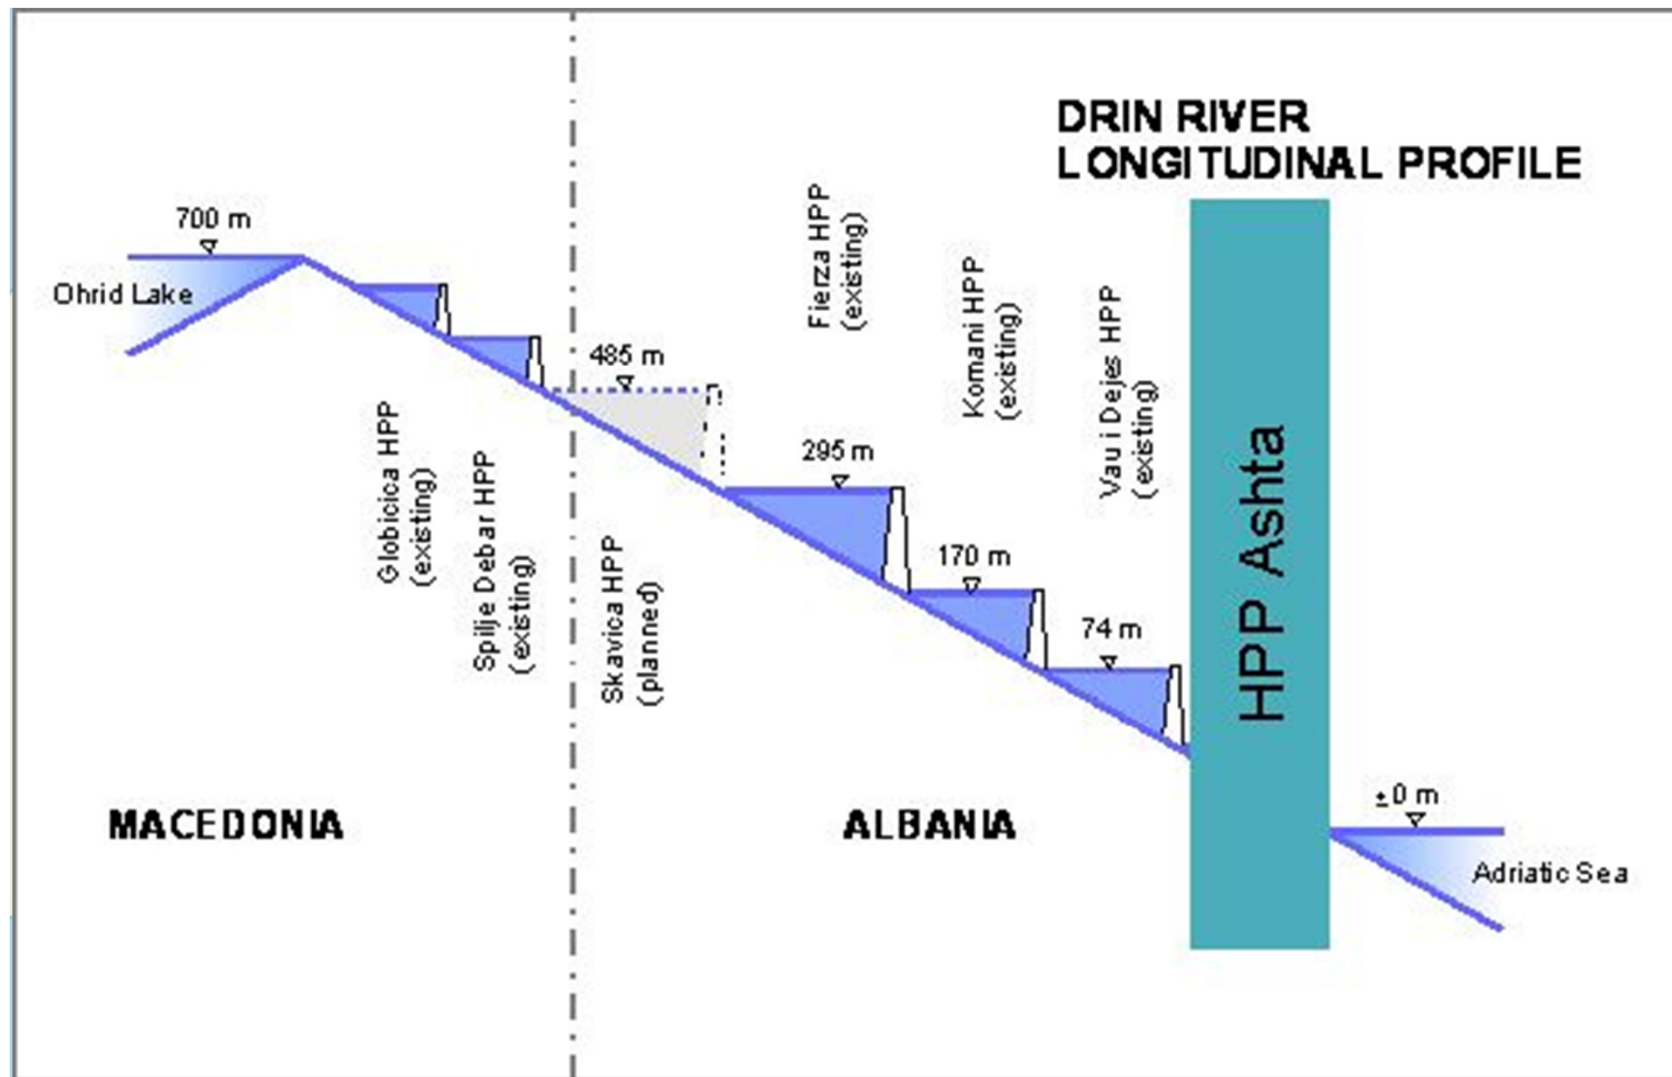 DRIN RIVER
LONGITUDINAL PROFILE
700 m
Ohrid Lake
Globicica HPP
(existing)
Spilje Debar HPP
(existing)
485 m
Skavica HPP
(planned)
Fierza HPP
(existing)
295 m
Komani HPP
(existing)
170 m
Vau i Dejes HPP
(existing)
74 m
HPP Ashta
±0 m
Adriatic Sea
MACEDONIA
ALBANIA